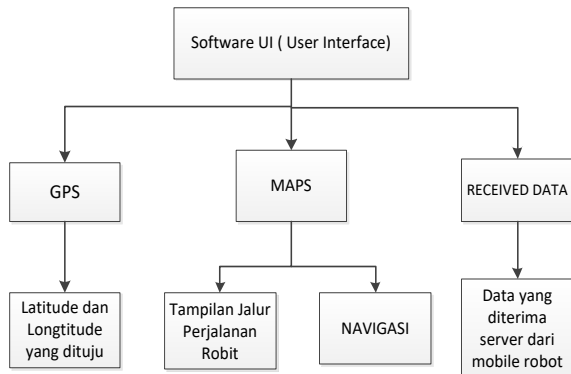 Software UI ( User Interface)
GPS
MAPS
RECEIVED DATA
Latitude dan
Longtitude
yang dituju
Tampilan Jalur
Perjalanan
Robit
NAVIGASI
Data yang
diterima
server dari
mobile robot